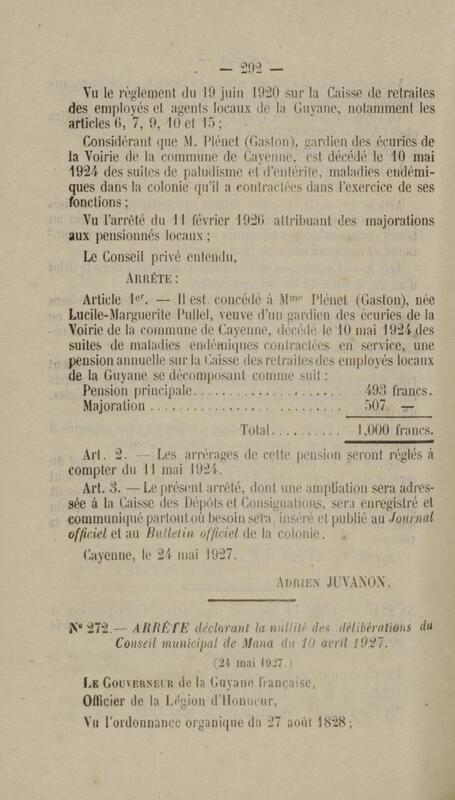 — 292 —
Vu le règlement du 19 juin 1920 sur la Caisse de retraites
des employés et agents locaux de la Guyane, notamment les
articles 6, 7, 9, 10 et 15 ;
Considérant que M. Plénet (Gaston), gardien des écuries de
la Voirie de la commune de Cayenne, est décédé le 10 mai
1924 des suites de paludisme et d'entérite, maladies endémi-
ques dans la colonie qu'il a contractées dans l'exercice de ses
fonctions ;
Vu l'arrêté du 11 février 1926 attribuant des majorations
aux pensionnés locaux ;
Le Conseil privé entendu,
ARRÊTE :
Article 1er. — Il est concédé à Mme Plénet (Gaston), née
Lucile-Marguerite Pullel, veuve d'un gardien des écuries de la
Voirie de la commune de Cayenne, décédé le 10 mai 1924 des
suites de maladies endémiques contractées en service, une
pension annuelle sur la Caisse des retraites des employés locaux
de la Guyane se décomposant comme suit :
Pension principale..................... 493 francs.
Majoration............................. 507 —
Total.......... 1,000 francs.
Art. 2. — Les arrérages de cette pension seront réglés à
compter du 11 mai 1924.
Art. 3. — Le présent arrêté, dont une ampliation sera adres-
sée à la Caisse des Dépôts et Consignations, sera enregistré et
communiqué partout où besoin sera, inséré et publié au Journal
officiel et au Bulletin officiel de la colonie.
Cayenne, le 24 mai 1927.
ADRIEN JUVANON.
N° 272. — ARRÊTÉ déclarant la nullité des délibérations du
Conseil municipal de Mana du 10 avril 1927.
(24 mai 1927.)
LE GOUVERNEUR de la Guyane française,
Officier de la Légion d'Honneur,
Vu l'ordonnance organique du 27 août 1828 ;